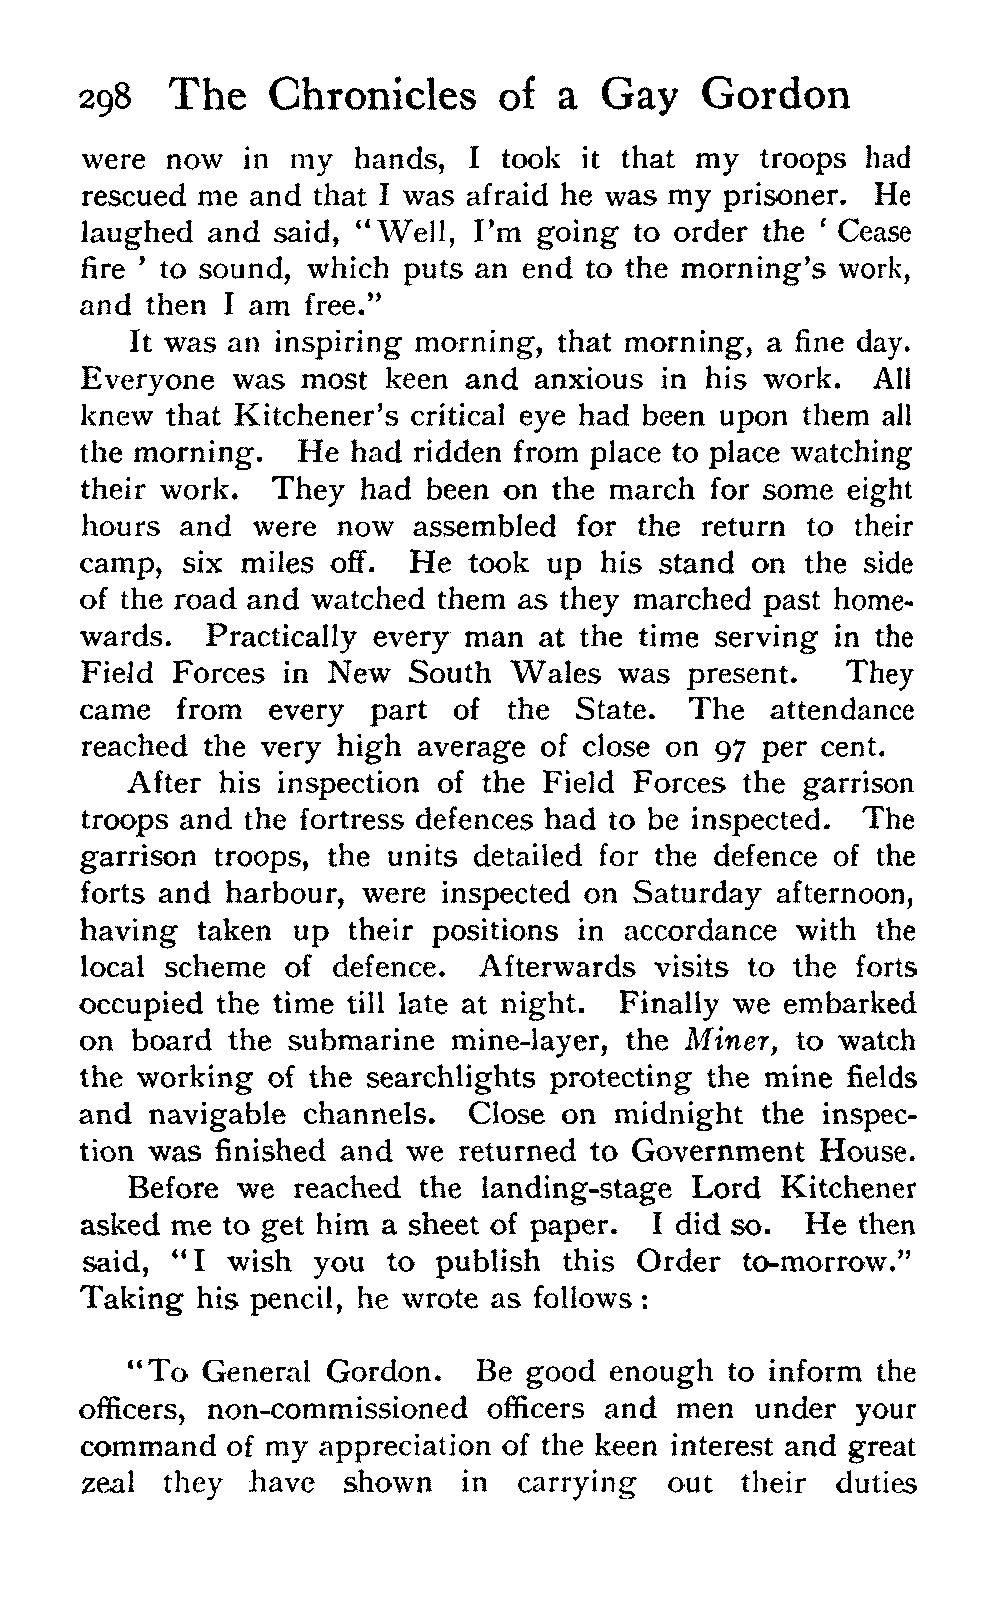 298 The Chronicles of a Gay Gordon
were now in my hands, I took it that my troops had
rescued me and that I was afraid he was my prisoner. He
laughed and said, "Well, I'm going to order the ' Cease
fire ' to sound, which puts an end to the morning's work,
and then I am free."
It was an inspiring morning, that morning, a fine day.
Everyone was most keen and anxious in his work. All
knew that Kitchener's critical eye had been upon them all
the morning. He had ridden from place to place watching
their work. They had been on the march for some eight
hours and were now assembled for the return to their
camp, six miles off. He took up his stand on the side
of the road and watched them as they marched past home-
wards. Practically every man at the time serving in the
Field Forces in New South Wales was present. They
came from every part of the State. The attendance
reached the very high average of close on 97 per cent.
After his inspection of the Field Forces the garrison
troops and the fortress defences had to be inspected. The
garrison troops, the units detailed for the defence of the
forts and harbour, were inspected on Saturday afternoon,
having taken up their positions in accordance with the
local scheme of defence. Afterwards visits to the forts
occupied the time till late at night. Finally we embarked
on board the submarine mine-layer, the Miner, to watch
the working of the searchlights protecting the mine fields
and navigable channels. Close on midnight the inspec-
tion was finished and we returned to Government House.
Before we reached the landing-stage Lord Kitchener
asked me to get him a sheet of paper. I did so. He then
said, "I wish you to publish this Order to-morrow."
Taking his pencil, he wrote as follows :
"To General Gordon. Be good enough to inform the
officers, non-commissioned officers and men under your
command of my appreciation of the keen interest and great
zeal they have shown in carrying out their duties